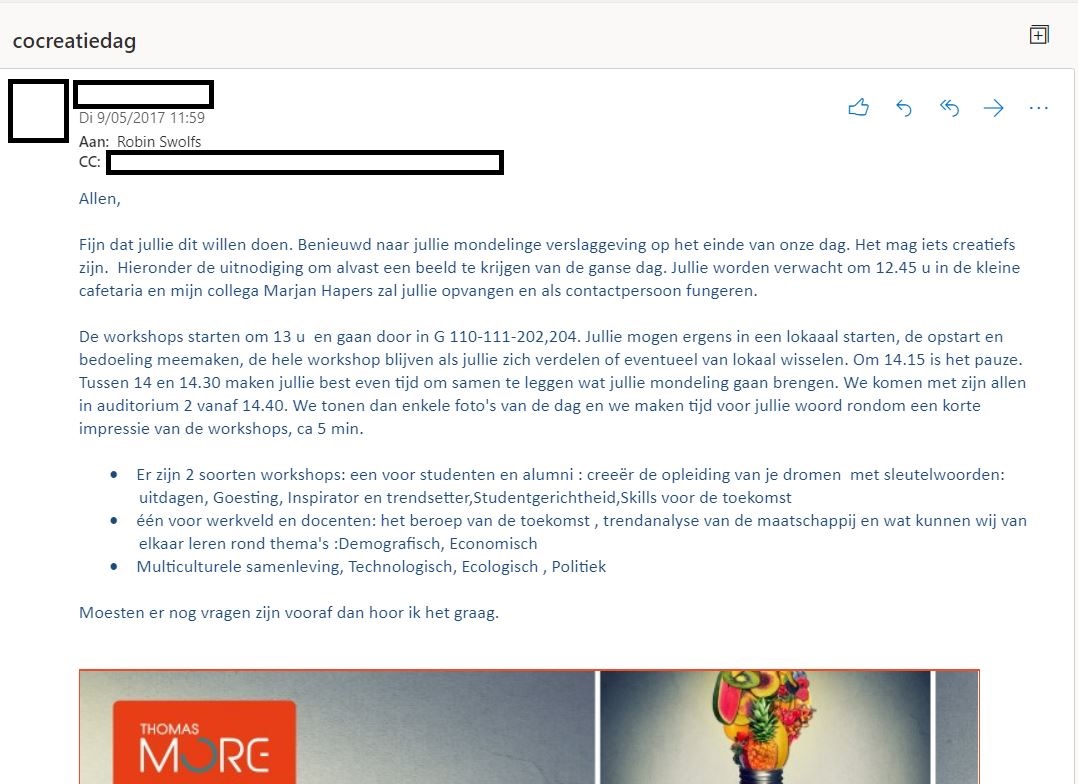 cocreatiedag
Di 9/05/2017 11:59
Aan: Robin Swolfs
CC:
Allen,
Fijn dat jullie dit willen doen. Benieuwd naar jullie mondelinge verslaggeving op het einde van onze dag. Het mag iets creatiefs
zijn.  Hieronder de uitnodiging om alvast een beeld te krijgen van de ganse dag. Jullie worden verwacht om 12.45 u in de kleine
cafetaria en mijn collega Marjan Hapers zal jullie opvangen en als contactpersoon fungeren.
De workshops starten om 13 u  en gaan door in G 110-111-202,204. Jullie mogen ergens in een lokaaal starten, de opstart en
bedoeling meemaken, de hele workshop blijven als jullie zich verdelen of eventueel van lokaal wisselen. Om 14.15 is het pauze.
Tussen 14 en 14.30 maken jullie best even tijd om samen te leggen wat jullie mondeling gaan brengen. We komen met zijn allen
in auditorium 2 vanaf 14.40. We tonen dan enkele foto's van de dag en we maken tijd voor jullie woord rondom een korte
impressie van de workshops, ca 5 min.
• Er zijn 2 soorten workshops: een voor studenten en alumni : creeër de opleiding van je dromen  met sleutelwoorden:
uitdagen, Goesting, Inspirator en trendsetter,Studentgerichtheid,Skills voor de toekomst
• één voor werkveld en docenten: het beroep van de toekomst , trendanalyse van de maatschappij en wat kunnen wij van
elkaar leren rond thema's :Demografisch, Economisch
• Multiculturele samenleving, Technologisch, Ecologisch , Politiek
Moesten er nog vragen zijn vooraf dan hoor ik het graag.
THOMAS
MORE